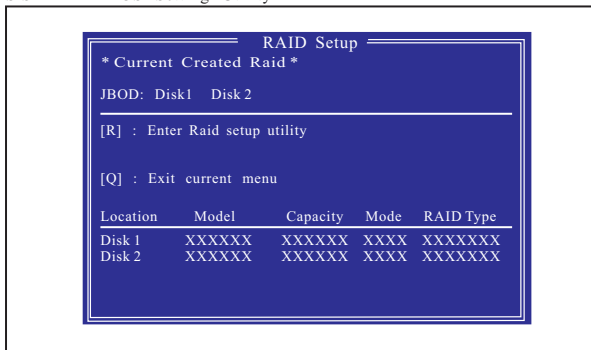 RAID Setup
* Current Created Raid *
JBOD: Disk1 Disk 2
[R] : Enter Raid setup utility
[Q] : Exit current menu
Location Model Capacity Mode RAID Type
Disk 1 XXXXXX XXXXXX XXXX XXXXXXX
Disk 2 XXXXXX XXXXXX XXXX XXXXXXX